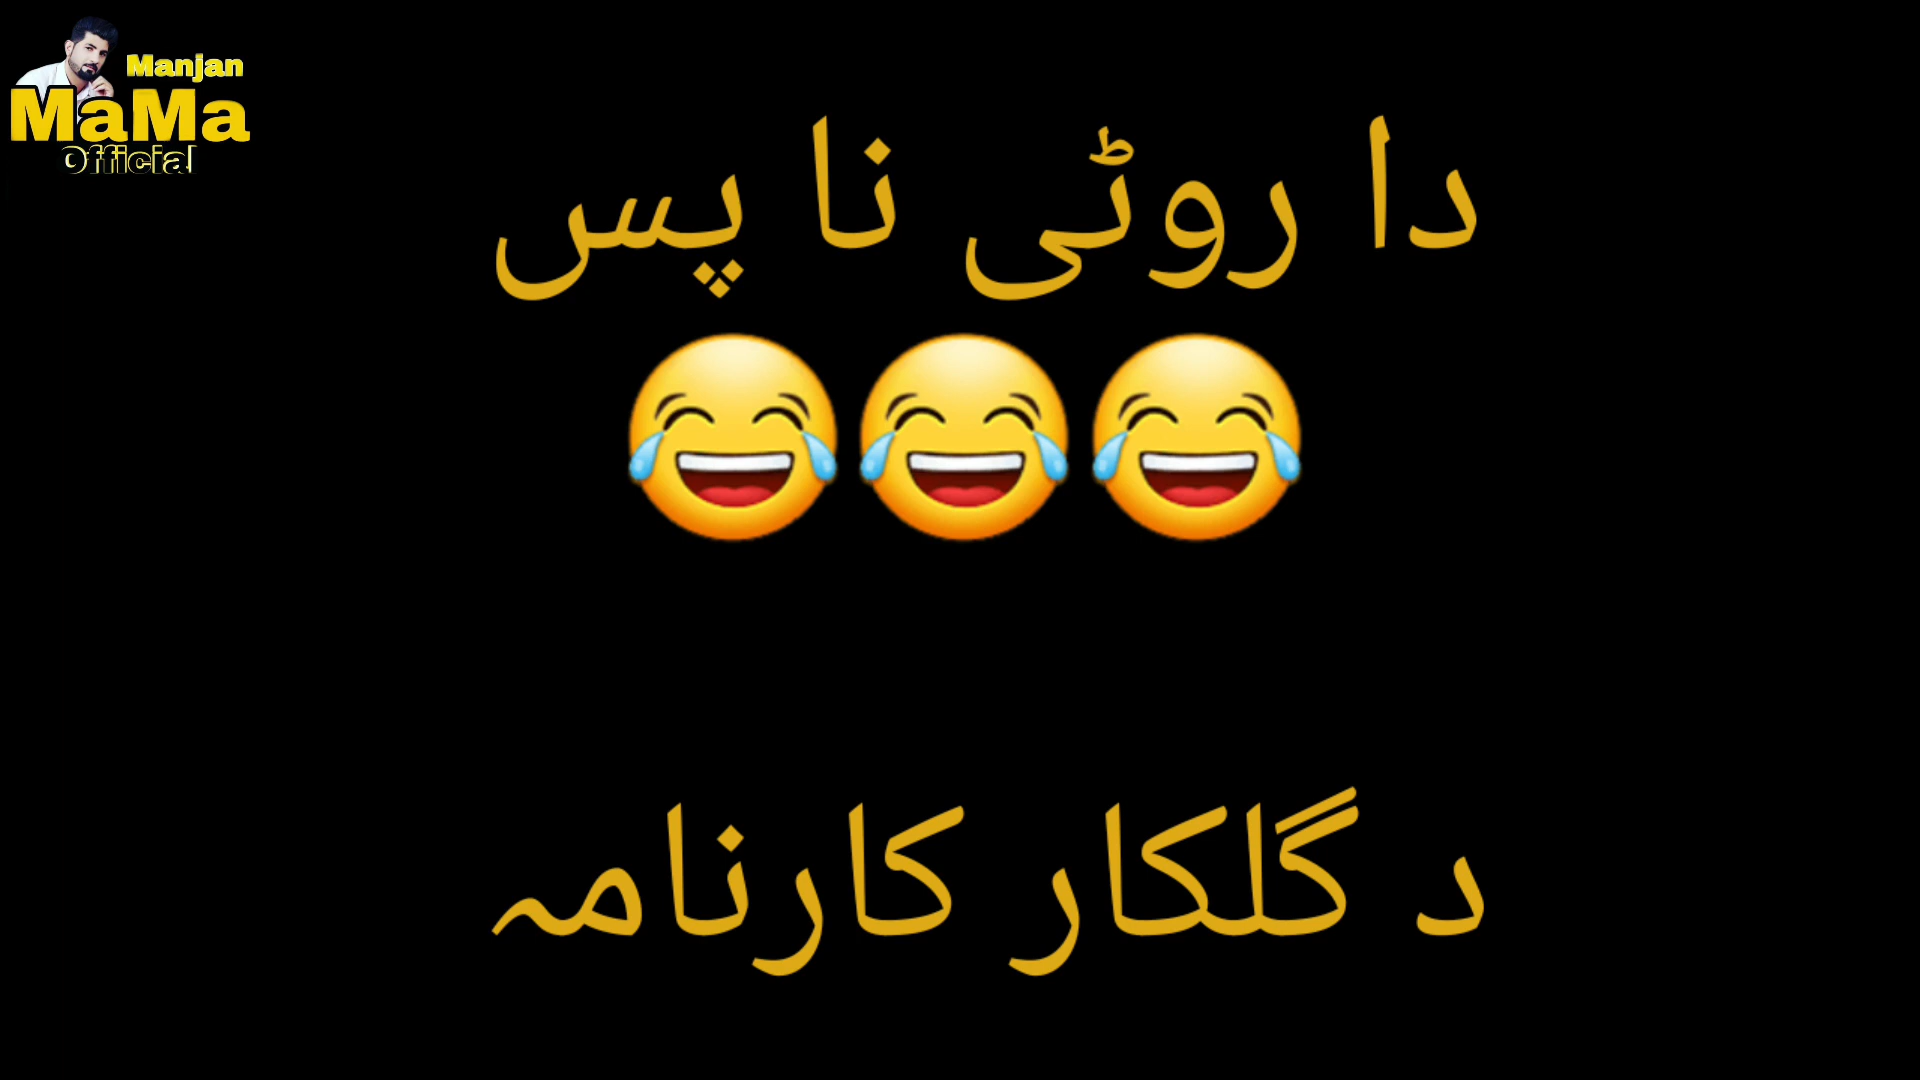 Manjan
MaMa
Official
دا روٹی نا پس
😂😂😂
د گلکار کارنامہ